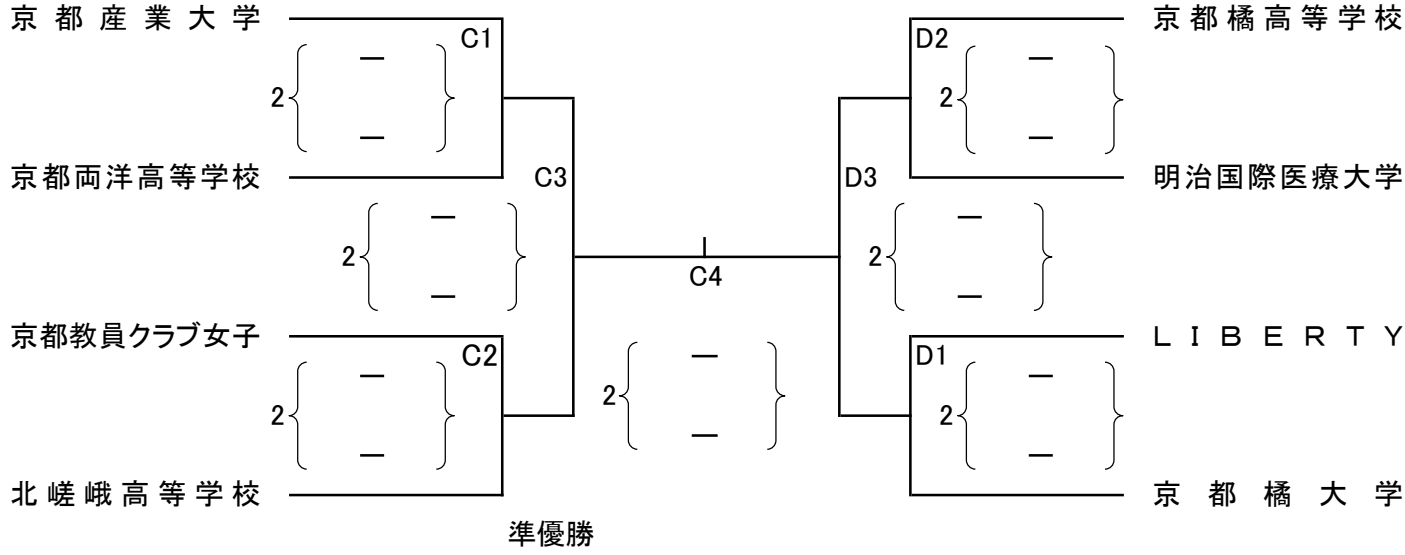 京都産業大学
京都橘高等学校
C1
D2
2 — 2 —
— —
京都両洋高等学校
明治国際医療大学
C3
D3
2 — 2 —
— —
C4
京都教員クラブ女子
LIBERTY
C2
D1
2 — 2 — 2 —
— — —
北嵯峨高等学校
京都橘大学
準優勝